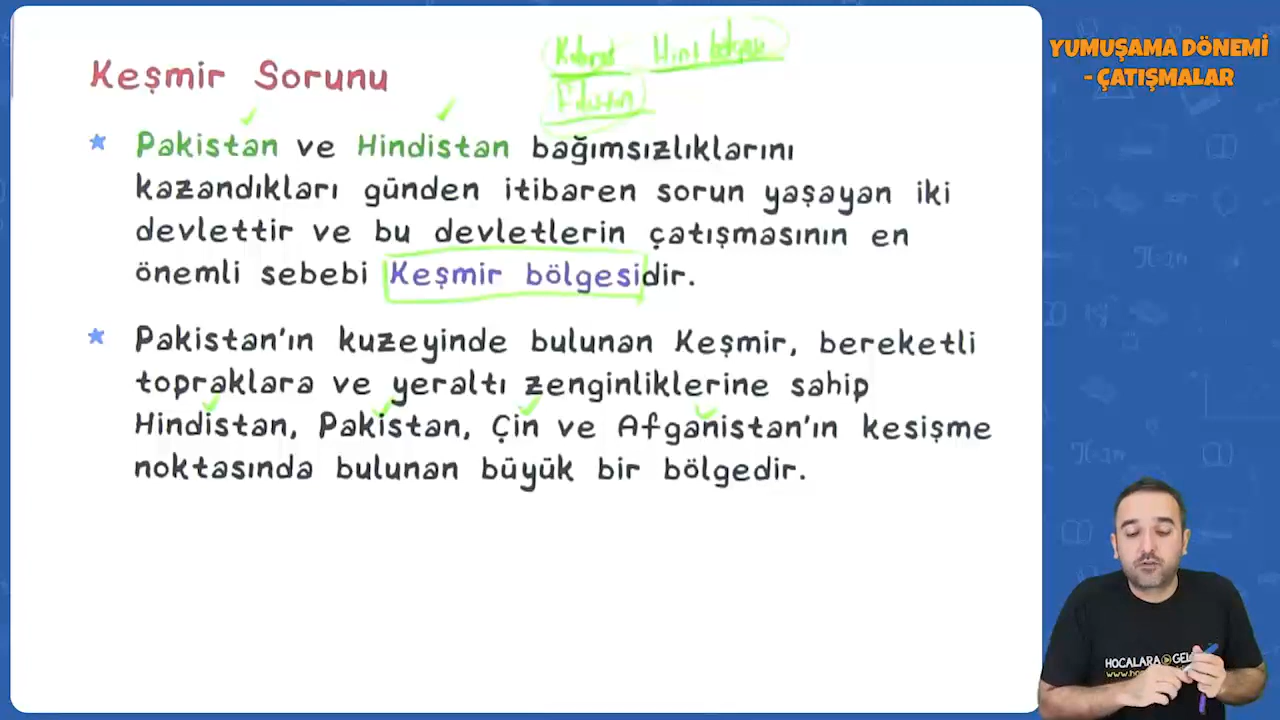 YUMUŞAMA DÖNEMİ
- ÇATIŞMALAR
Keşmir Sorunu
Pakistan ve Hindistan bağımsızlıklarını
kazandıkları günden itibaren sorun yaşayan iki
devlettir ve bu devletlerin çatışmasının en
önemli sebebi Keşmir bölgesidir.
Pakistan'ın kuzeyinde bulunan Keşmir, bereketli
topraklara ve yeraltı zenginliklerine sahip
Hindistan, Pakistan, Çin ve Afganistan'ın kesişme
noktasında bulunan büyük bir bölgedir.